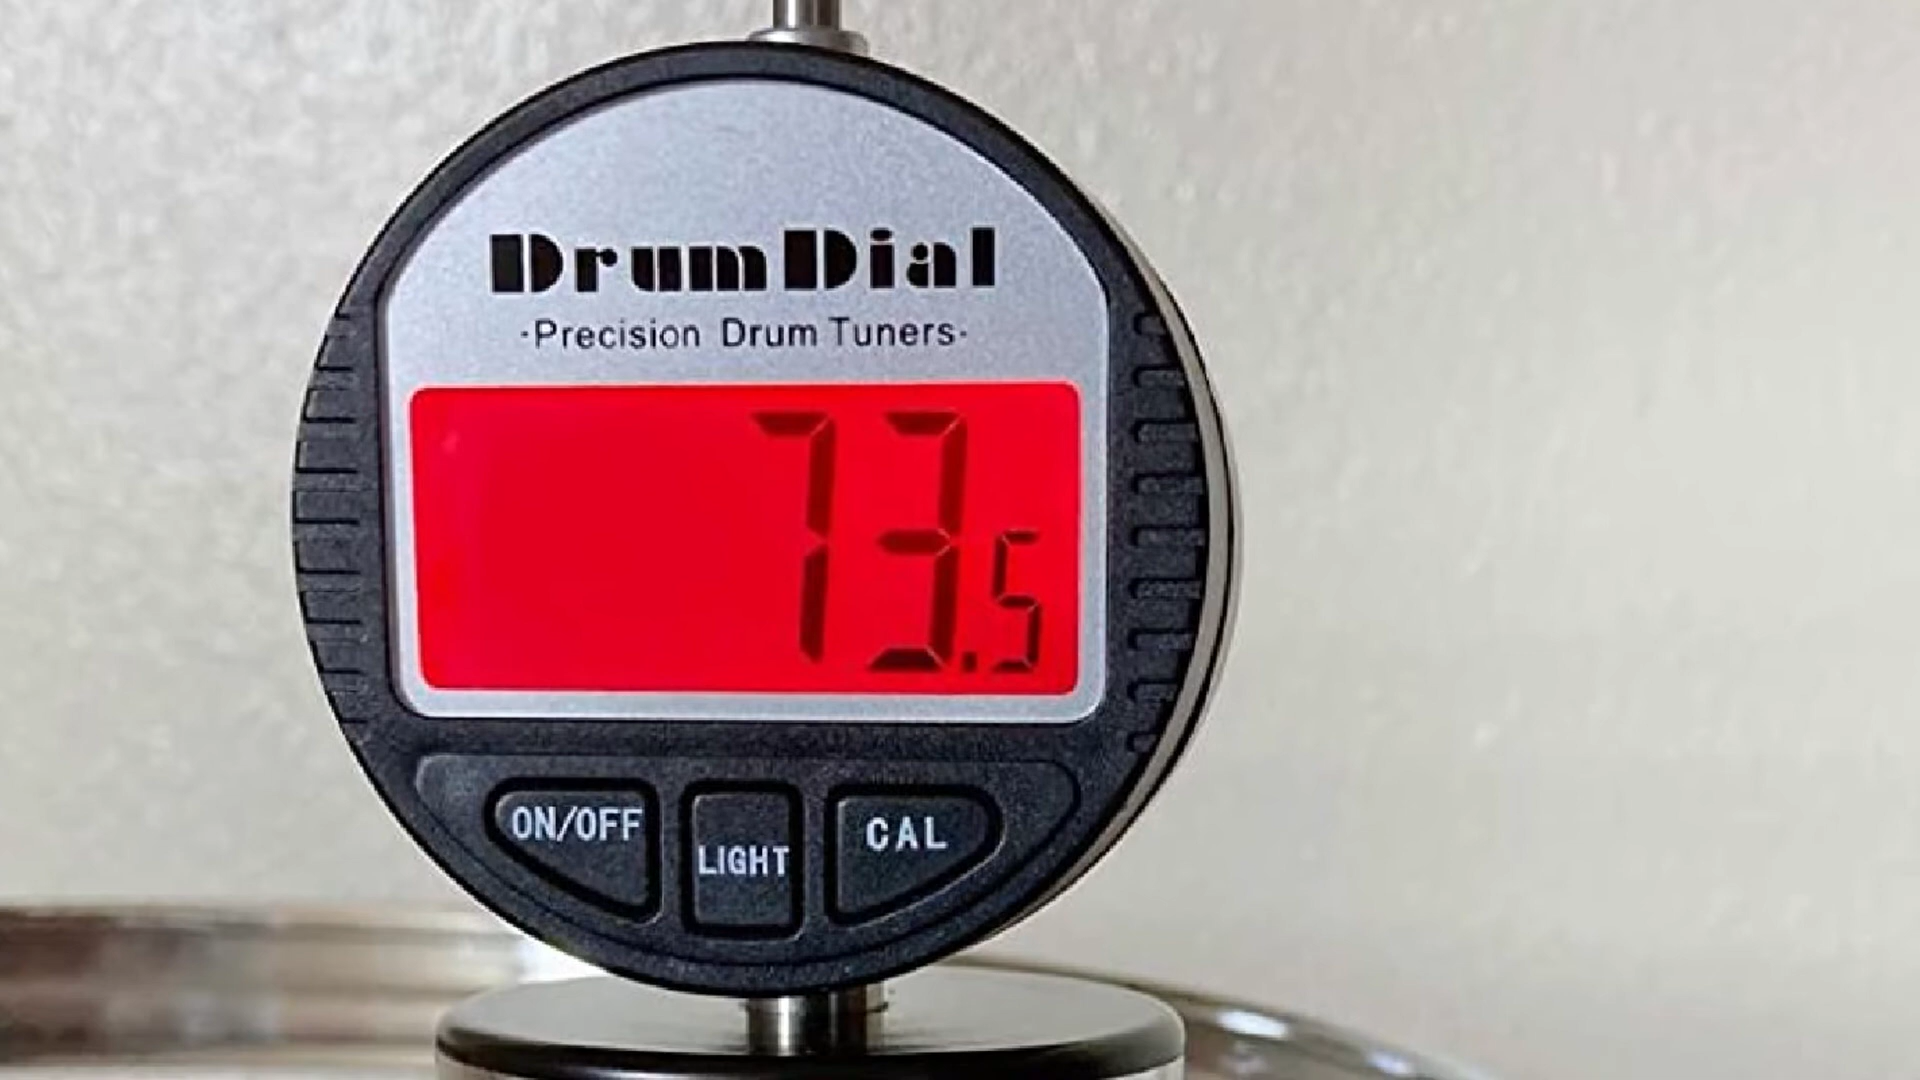 DrumDial
-Precision Drum Tuners-
73.5
ON/OFF
LIGHT
CAL